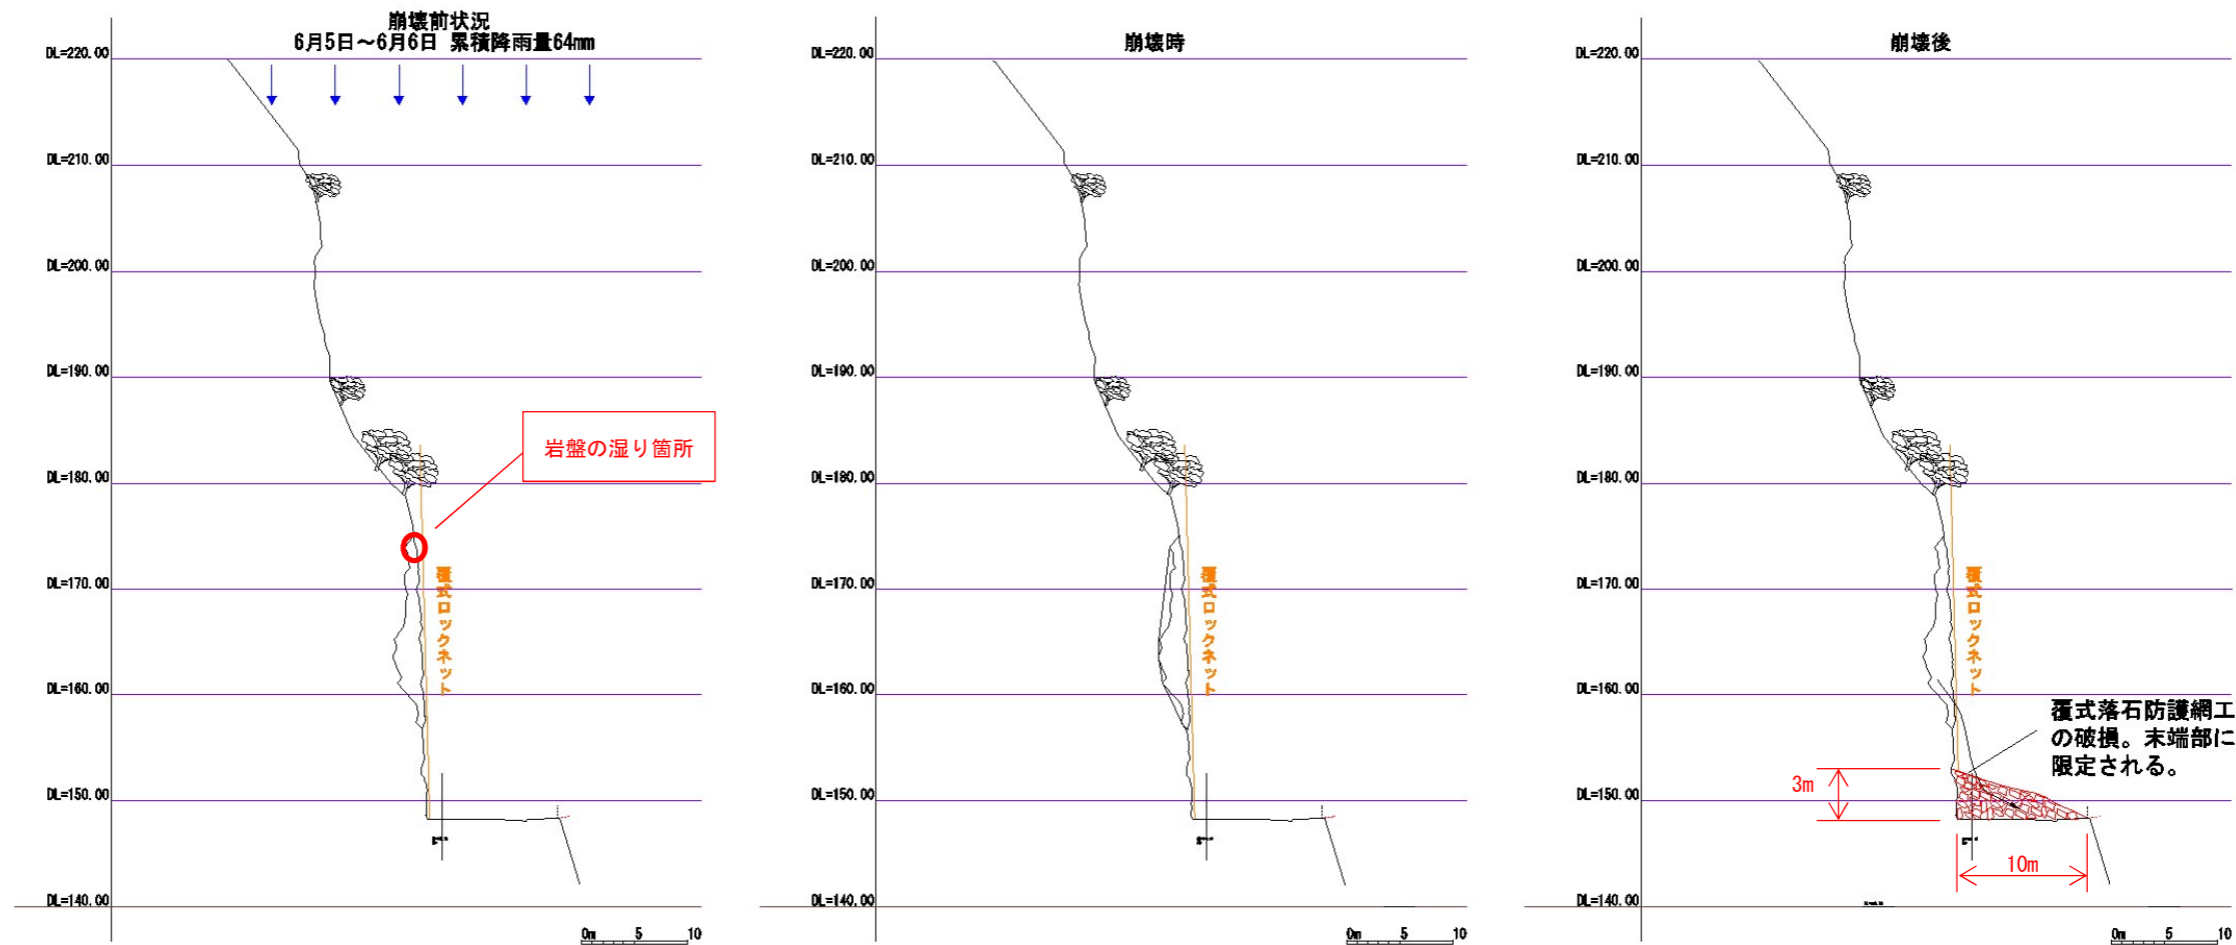 崩壊前状況
6月5日～6月6日 累積降雨量64mm
DL=220.00
DL=210.00
DL=200.00
DL=190.00
DL=180.00
DL=170.00
DL=160.00
DL=150.00
DL=140.00
岩盤の湿り箇所
覆式ロックネット
0m 5 10
崩壊時
DL=220.00
DL=210.00
DL=200.00
DL=190.00
DL=180.00
DL=170.00
DL=160.00
DL=150.00
DL=140.00
覆式ロックネット
0m 5 10
崩壊後
DL=220.00
DL=210.00
DL=200.00
DL=190.00
DL=180.00
DL=170.00
DL=160.00
DL=150.00
DL=140.00
覆式ロックネット
覆式落石防護網工
の破損。末端部に
限定される。
3m
10m
0m 5 10